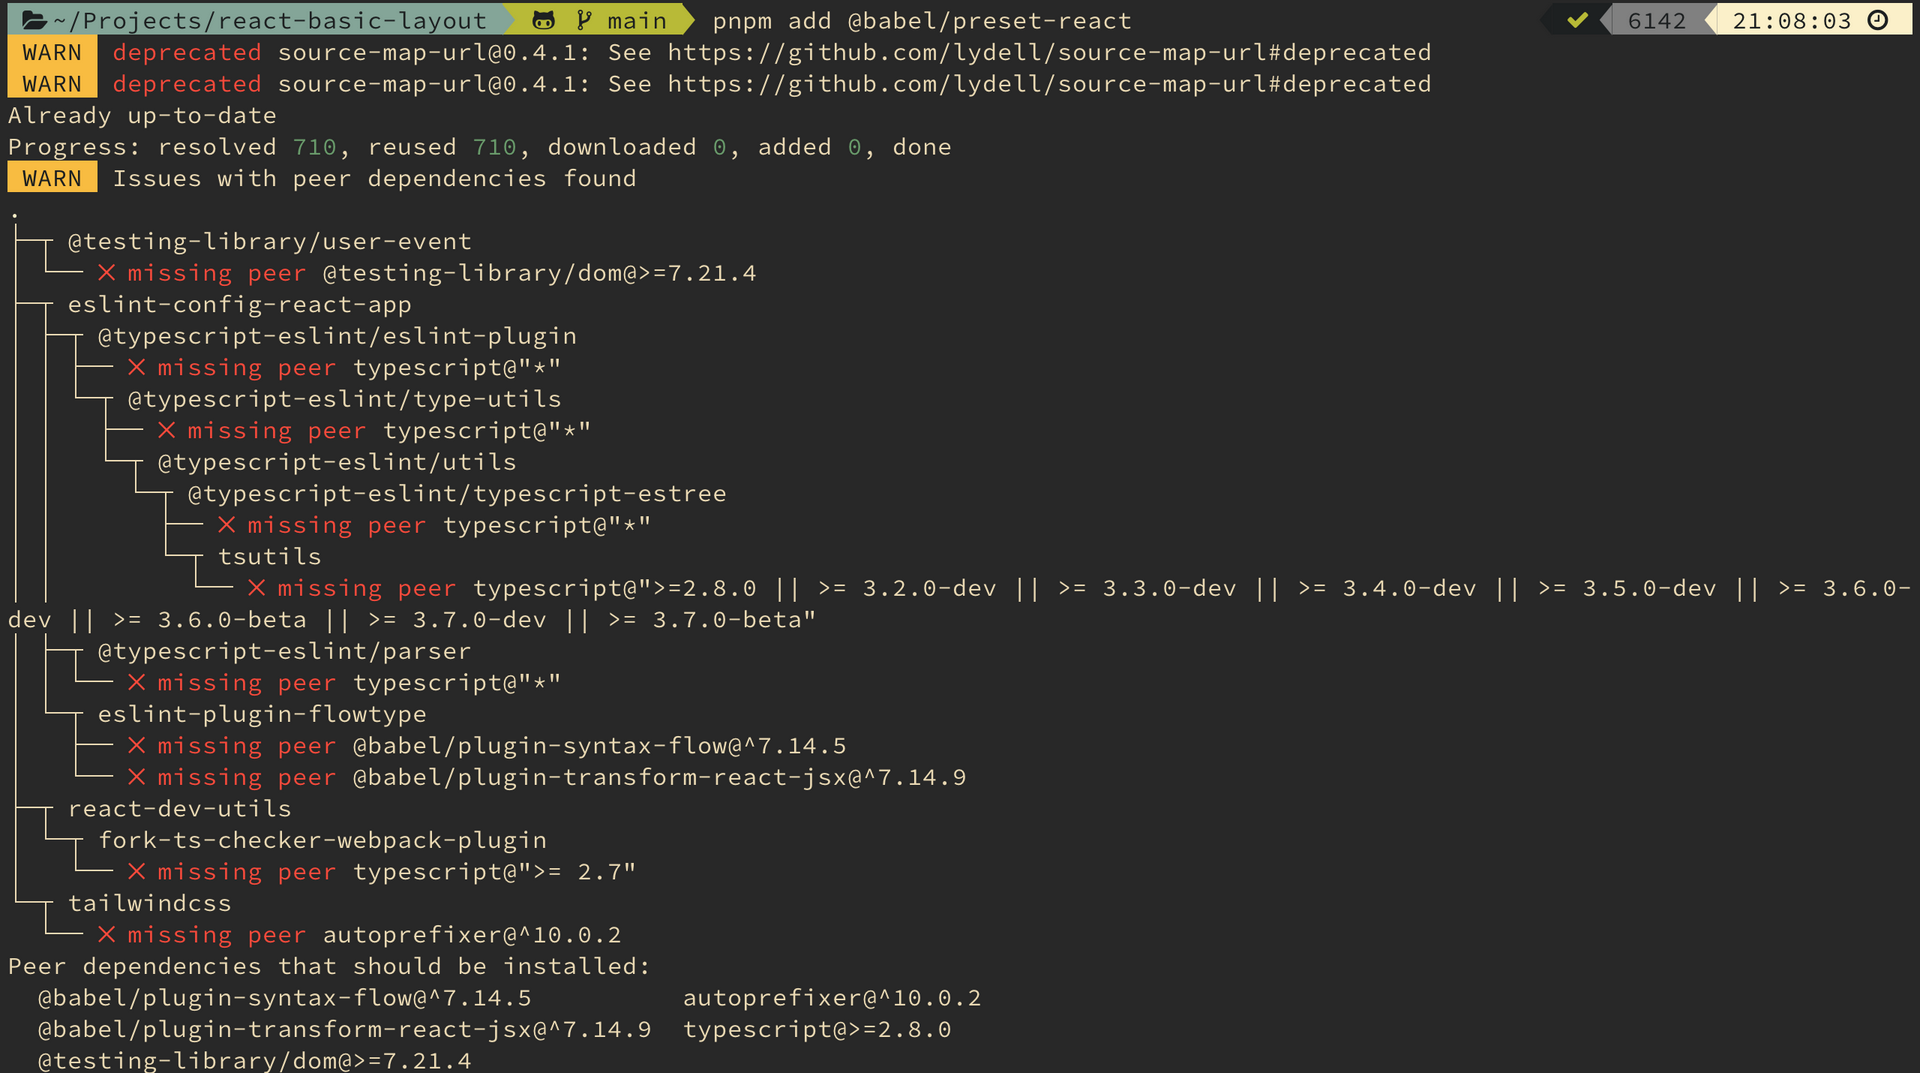 ~/Projects/react-basic-layout main pnpm add @babel/preset-react 6142 21:08:03
WARN deprecated source-map-url@0.4.1: See https://github.com/lydell/source-map-url#deprecated
WARN deprecated source-map-url@0.4.1: See https://github.com/lydell/source-map-url#deprecated
Already up-to-date
Progress: resolved 710, reused 710, downloaded 0, added 0, done
WARN Issues with peer dependencies found
.
├─┬ @testing-library/user-event
│ └── ✕ missing peer @testing-library/dom@>=7.21.4
├─┬ eslint-config-react-app
│ ├─┬ @typescript-eslint/eslint-plugin
│ │ ├── ✕ missing peer typescript@"*"
│ │ └─┬ @typescript-eslint/type-utils
│ │   ├── ✕ missing peer typescript@"*"
│ │   └─┬ @typescript-eslint/utils
│ │     └─┬ @typescript-eslint/typescript-estree
│ │       ├── ✕ missing peer typescript@"*"
│ │       └─┬ tsutils
│ │         └── ✕ missing peer typescript@">=2.8.0 || >= 3.2.0-dev || >= 3.3.0-dev || >= 3.4.0-dev || >= 3.5.0-dev || >= 3.6.0-
dev || >= 3.6.0-beta || >= 3.7.0-dev || >= 3.7.0-beta"
│ ├─┬ @typescript-eslint/parser
│ │ └── ✕ missing peer typescript@"*"
│ └─┬ eslint-plugin-flowtype
│   ├── ✕ missing peer @babel/plugin-syntax-flow@^7.14.5
│   └── ✕ missing peer @babel/plugin-transform-react-jsx@^7.14.9
├─┬ react-dev-utils
│ └─┬ fork-ts-checker-webpack-plugin
│   └── ✕ missing peer typescript@">= 2.7"
└─┬ tailwindcss
  └── ✕ missing peer autoprefixer@^10.0.2
Peer dependencies that should be installed:
  @babel/plugin-syntax-flow@^7.14.5          autoprefixer@^10.0.2
  @babel/plugin-transform-react-jsx@^7.14.9  typescript@>=2.8.0
  @testing-library/dom@>=7.21.4